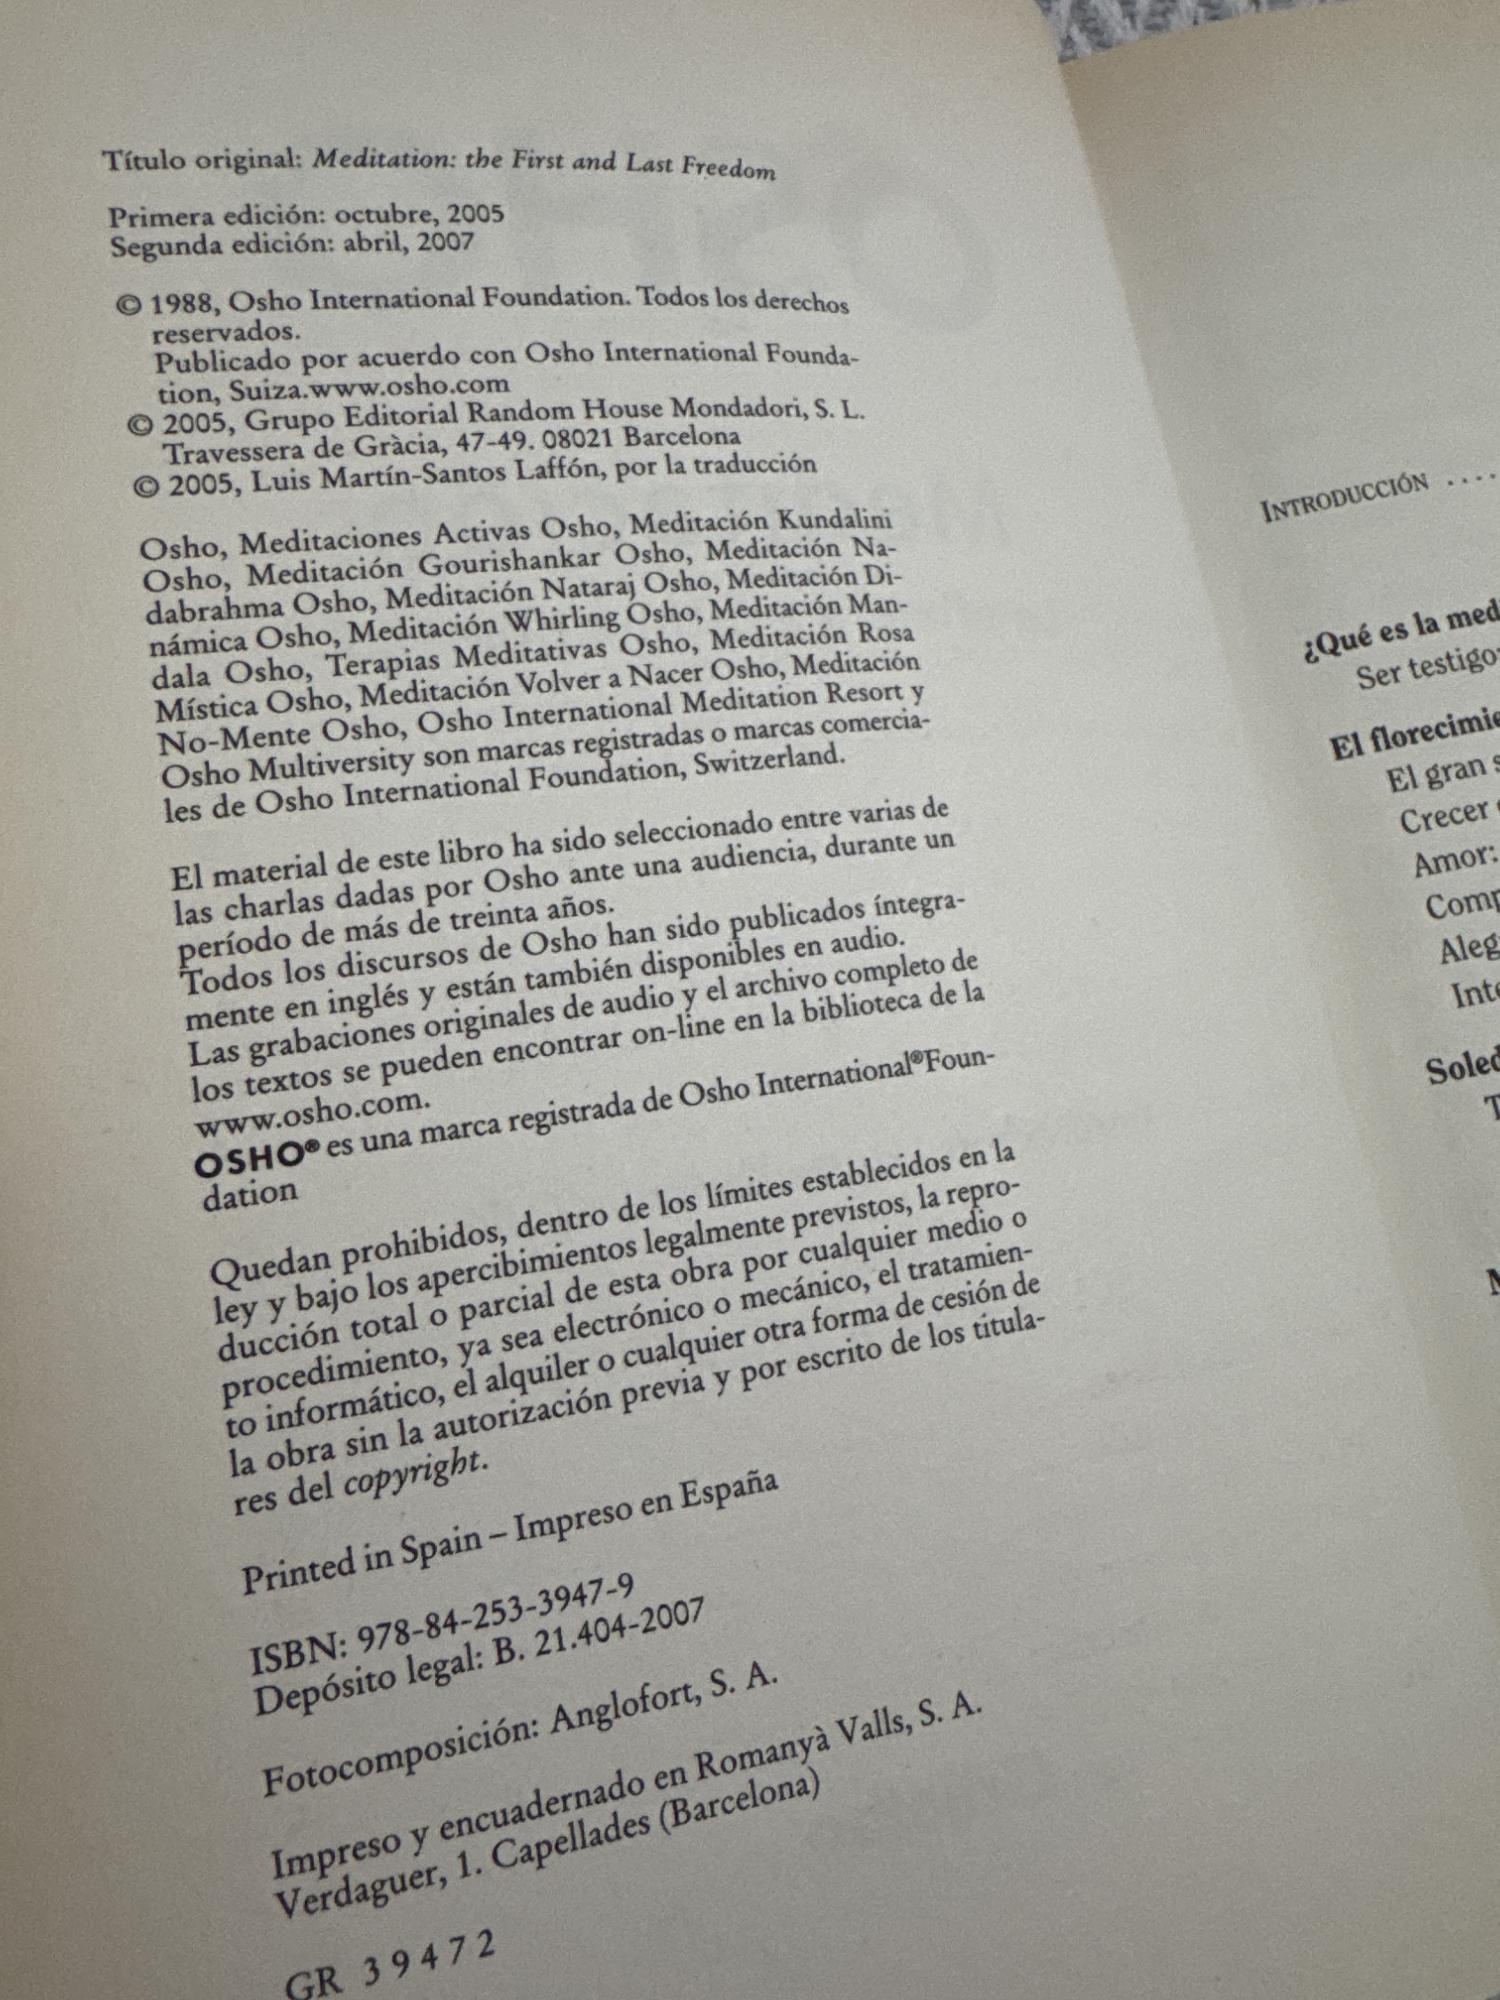 Título original: Meditation: the First and Last Freedom
Primera edición: octubre, 2005
Segunda edición: abril, 2007
© 1988, Osho International Foundation. Todos los derechos
reservados.
Publicado por acuerdo con Osho International Founda-
tion, Suiza.www.osho.com
© 2005, Grupo Editorial Random House Mondadori, S. L.
Travessera de Gràcia, 47-49. 08021 Barcelona
© 2005, Luis Martín-Santos Laffón, por la traducción
Osho, Meditaciones Activas Osho, Meditación Kundalini
Osho, Meditación Gourishankar Osho, Meditación Na-
dabrahma Osho, Meditación Nataraj Osho, Meditación Di-
námica Osho, Meditación Whirling Osho, Meditación Man-
dala Osho, Terapias Meditativas Osho, Meditación Rosa
Mística Osho, Meditación Volver a Nacer Osho, Meditación
No-Mente Osho, Osho International Meditation Resort y
Osho Multiversity son marcas registradas o marcas comercia-
les de Osho International Foundation, Switzerland.
El material de este libro ha sido seleccionado entre varias de
las charlas dadas por Osho ante una audiencia, durante un
período de más de treinta años.
Todos los discursos de Osho han sido publicados íntegra-
mente en inglés y están también disponibles en audio.
Las grabaciones originales de audio y el archivo completo de
los textos se pueden encontrar on-line en la biblioteca de la
www.osho.com.
OSHO® es una marca registrada de Osho International®Foun-
dation
Quedan prohibidos, dentro de los límites establecidos en la
ley y bajo los apercibimientos legalmente previstos, la repro-
ducción total o parcial de esta obra por cualquier medio o
procedimiento, ya sea electrónico o mecánico, el tratamien-
to informático, el alquiler o cualquier otra forma de cesión de
la obra sin la autorización previa y por escrito de los titula-
res del copyright.
Printed in Spain – Impreso en España
ISBN: 978-84-253-3947-9
Depósito legal: B. 21.404-2007
Fotocomposición: Anglofort, S. A.
Impreso y encuadernado en Romanyà Valls, S. A.
Verdaguer, 1. Capellades (Barcelona)
GR 39472
INTRODUCCIÓN ....
¿Qué es la med
Ser testigo:
El florecimie
El gran s
Crecer
Amor:
Comp
Aleg
Inte
Soled
T